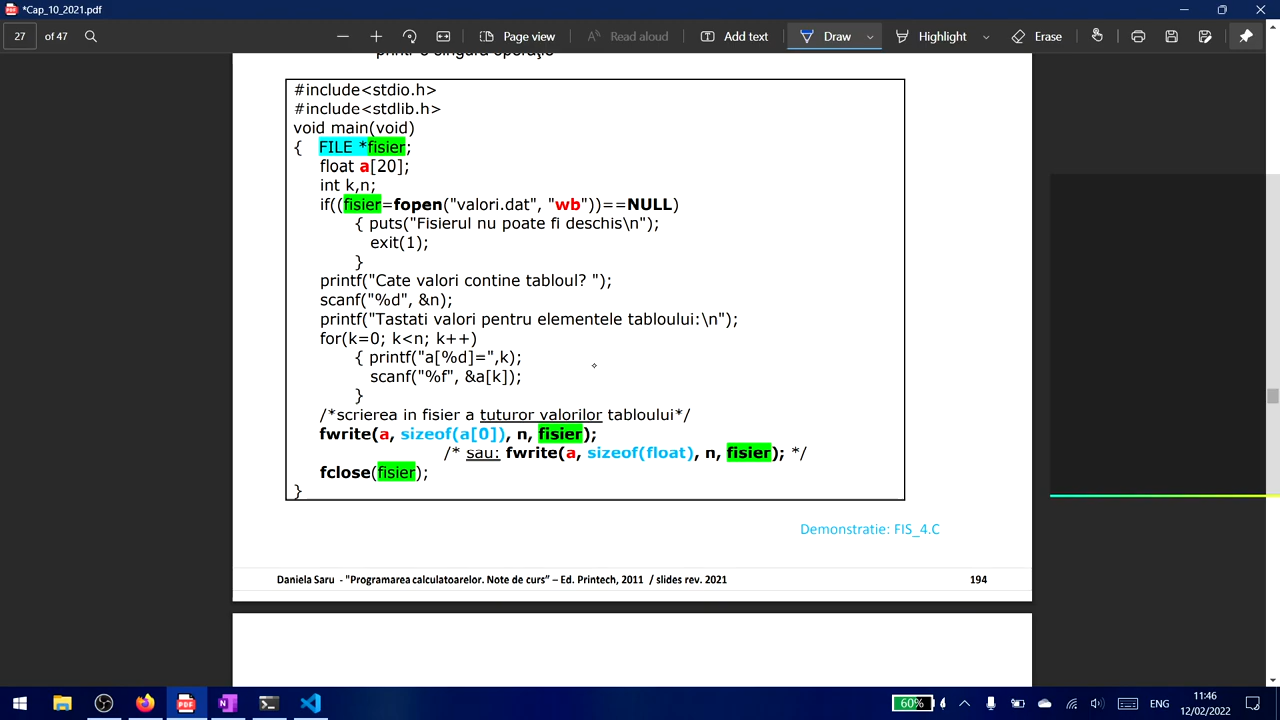 *Cap_10_2021.pdf
27 of 47
Page view
Read aloud
Add text
Draw
Highlight
Erase
printr-o singură operaţie
#include<stdio.h>
#include<stdlib.h>
void main(void)
{ FILE *fisier;
float a[20];
int k,n;
if((fisier=fopen("valori.dat", "wb"))==NULL)
{ puts("Fisierul nu poate fi deschis\n");
exit(1);
}
printf("Cate valori contine tabloul? ");
scanf("%d", &n);
printf("Tastati valori pentru elementele tabloului:\n");
for(k=0; k<n; k++)
{ printf("a[%d]=",k);
scanf("%f", &a[k]);
}
/*scrierea in fisier a tuturor valorilor tabloului*/
fwrite(a, sizeof(a[0]), n, fisier);
/* sau: fwrite(a, sizeof(float), n, fisier); */
fclose(fisier);
}
Demonstratie: FIS_4.C
Daniela Saru - "Programarea calculatoarelor. Note de curs” – Ed. Printech, 2011 / slides rev. 2021
194
60%
ENG
11:46
12/02/2022